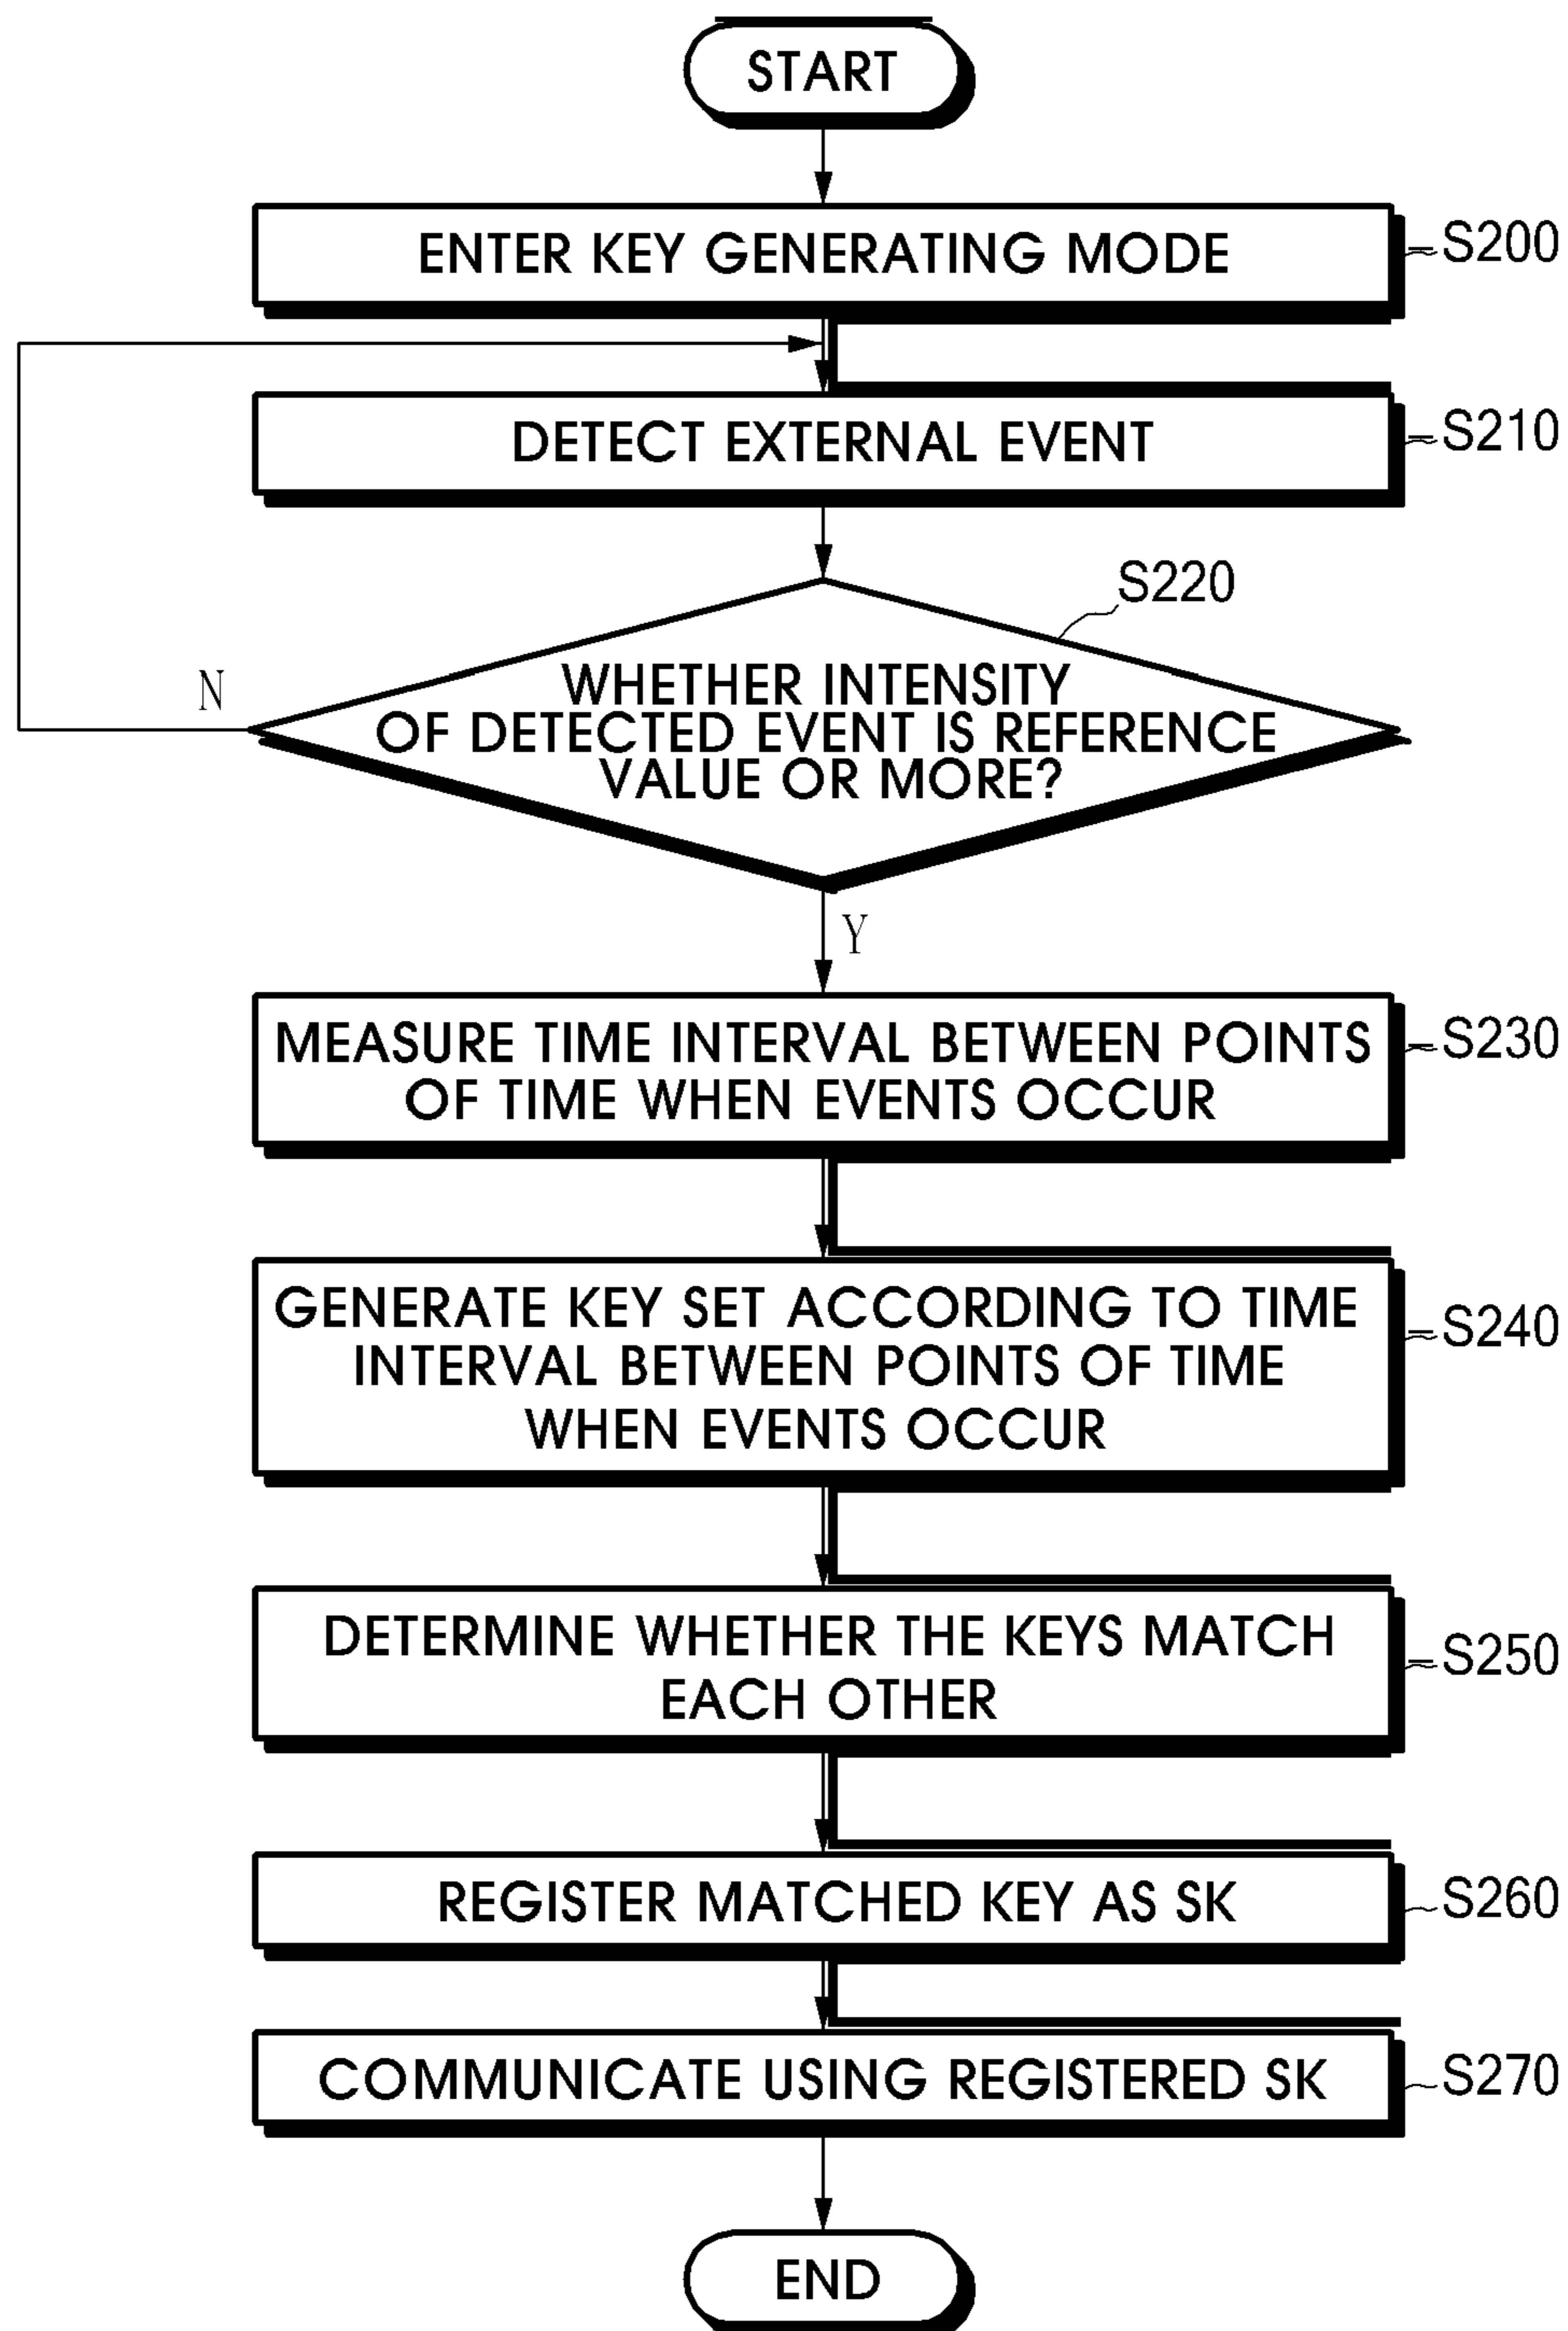 START
ENTER KEY GENERATING MODE
S200
DETECT EXTERNAL EVENT
S210
S220
WHETHER INTENSITY
OF DETECTED EVENT IS REFERENCE
VALUE OR MORE?
N
Y
MEASURE TIME INTERVAL BETWEEN POINTS
OF TIME WHEN EVENTS OCCUR
S230
GENERATE KEY SET ACCORDING TO TIME
INTERVAL BETWEEN POINTS OF TIME
WHEN EVENTS OCCUR
S240
DETERMINE WHETHER THE KEYS MATCH
EACH OTHER
S250
REGISTER MATCHED KEY AS SK
S260
COMMUNICATE USING REGISTERED SK
S270
END